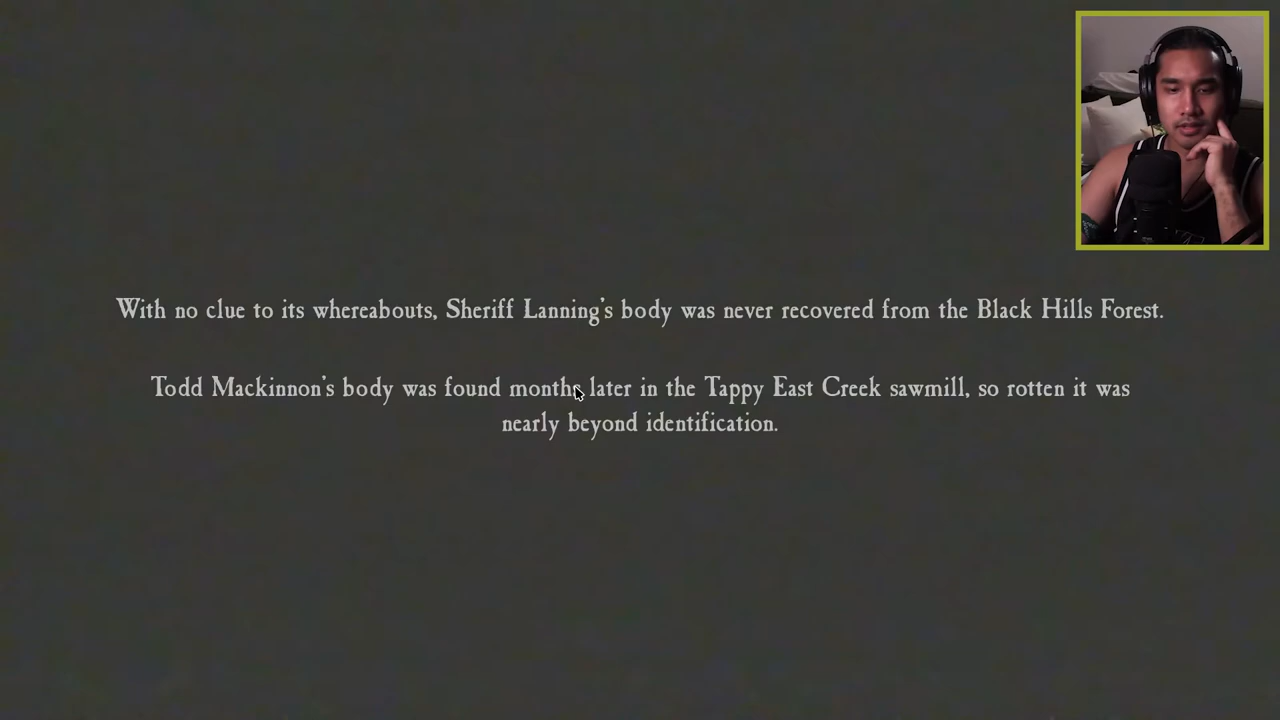 With no clue to its whereabouts, Sheriff Lanning's body was never recovered from the Black Hills Forest.
Todd Mackinnon's body was found months later in the Tappy East Creek sawmill, so rotten it was
nearly beyond identification.